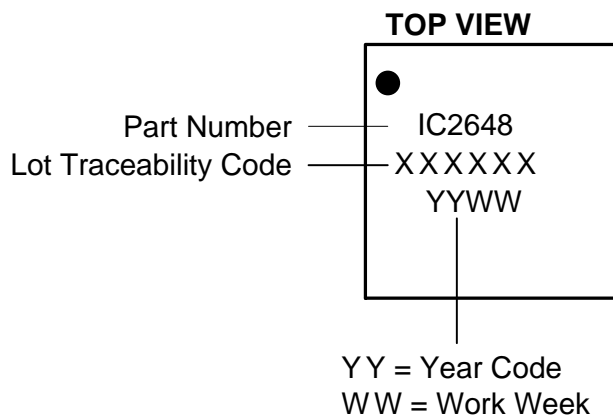 TOP VIEW
Part Number
IC2648
Lot Traceability Code
XXXXXX
YYWW
YY = Year Code
WW = Work Week